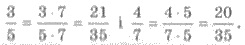 3/5 = 3 · 7/5 · 7 = 21/35 і 4/7 = 4 · 5/7 · 5 = 20/35.